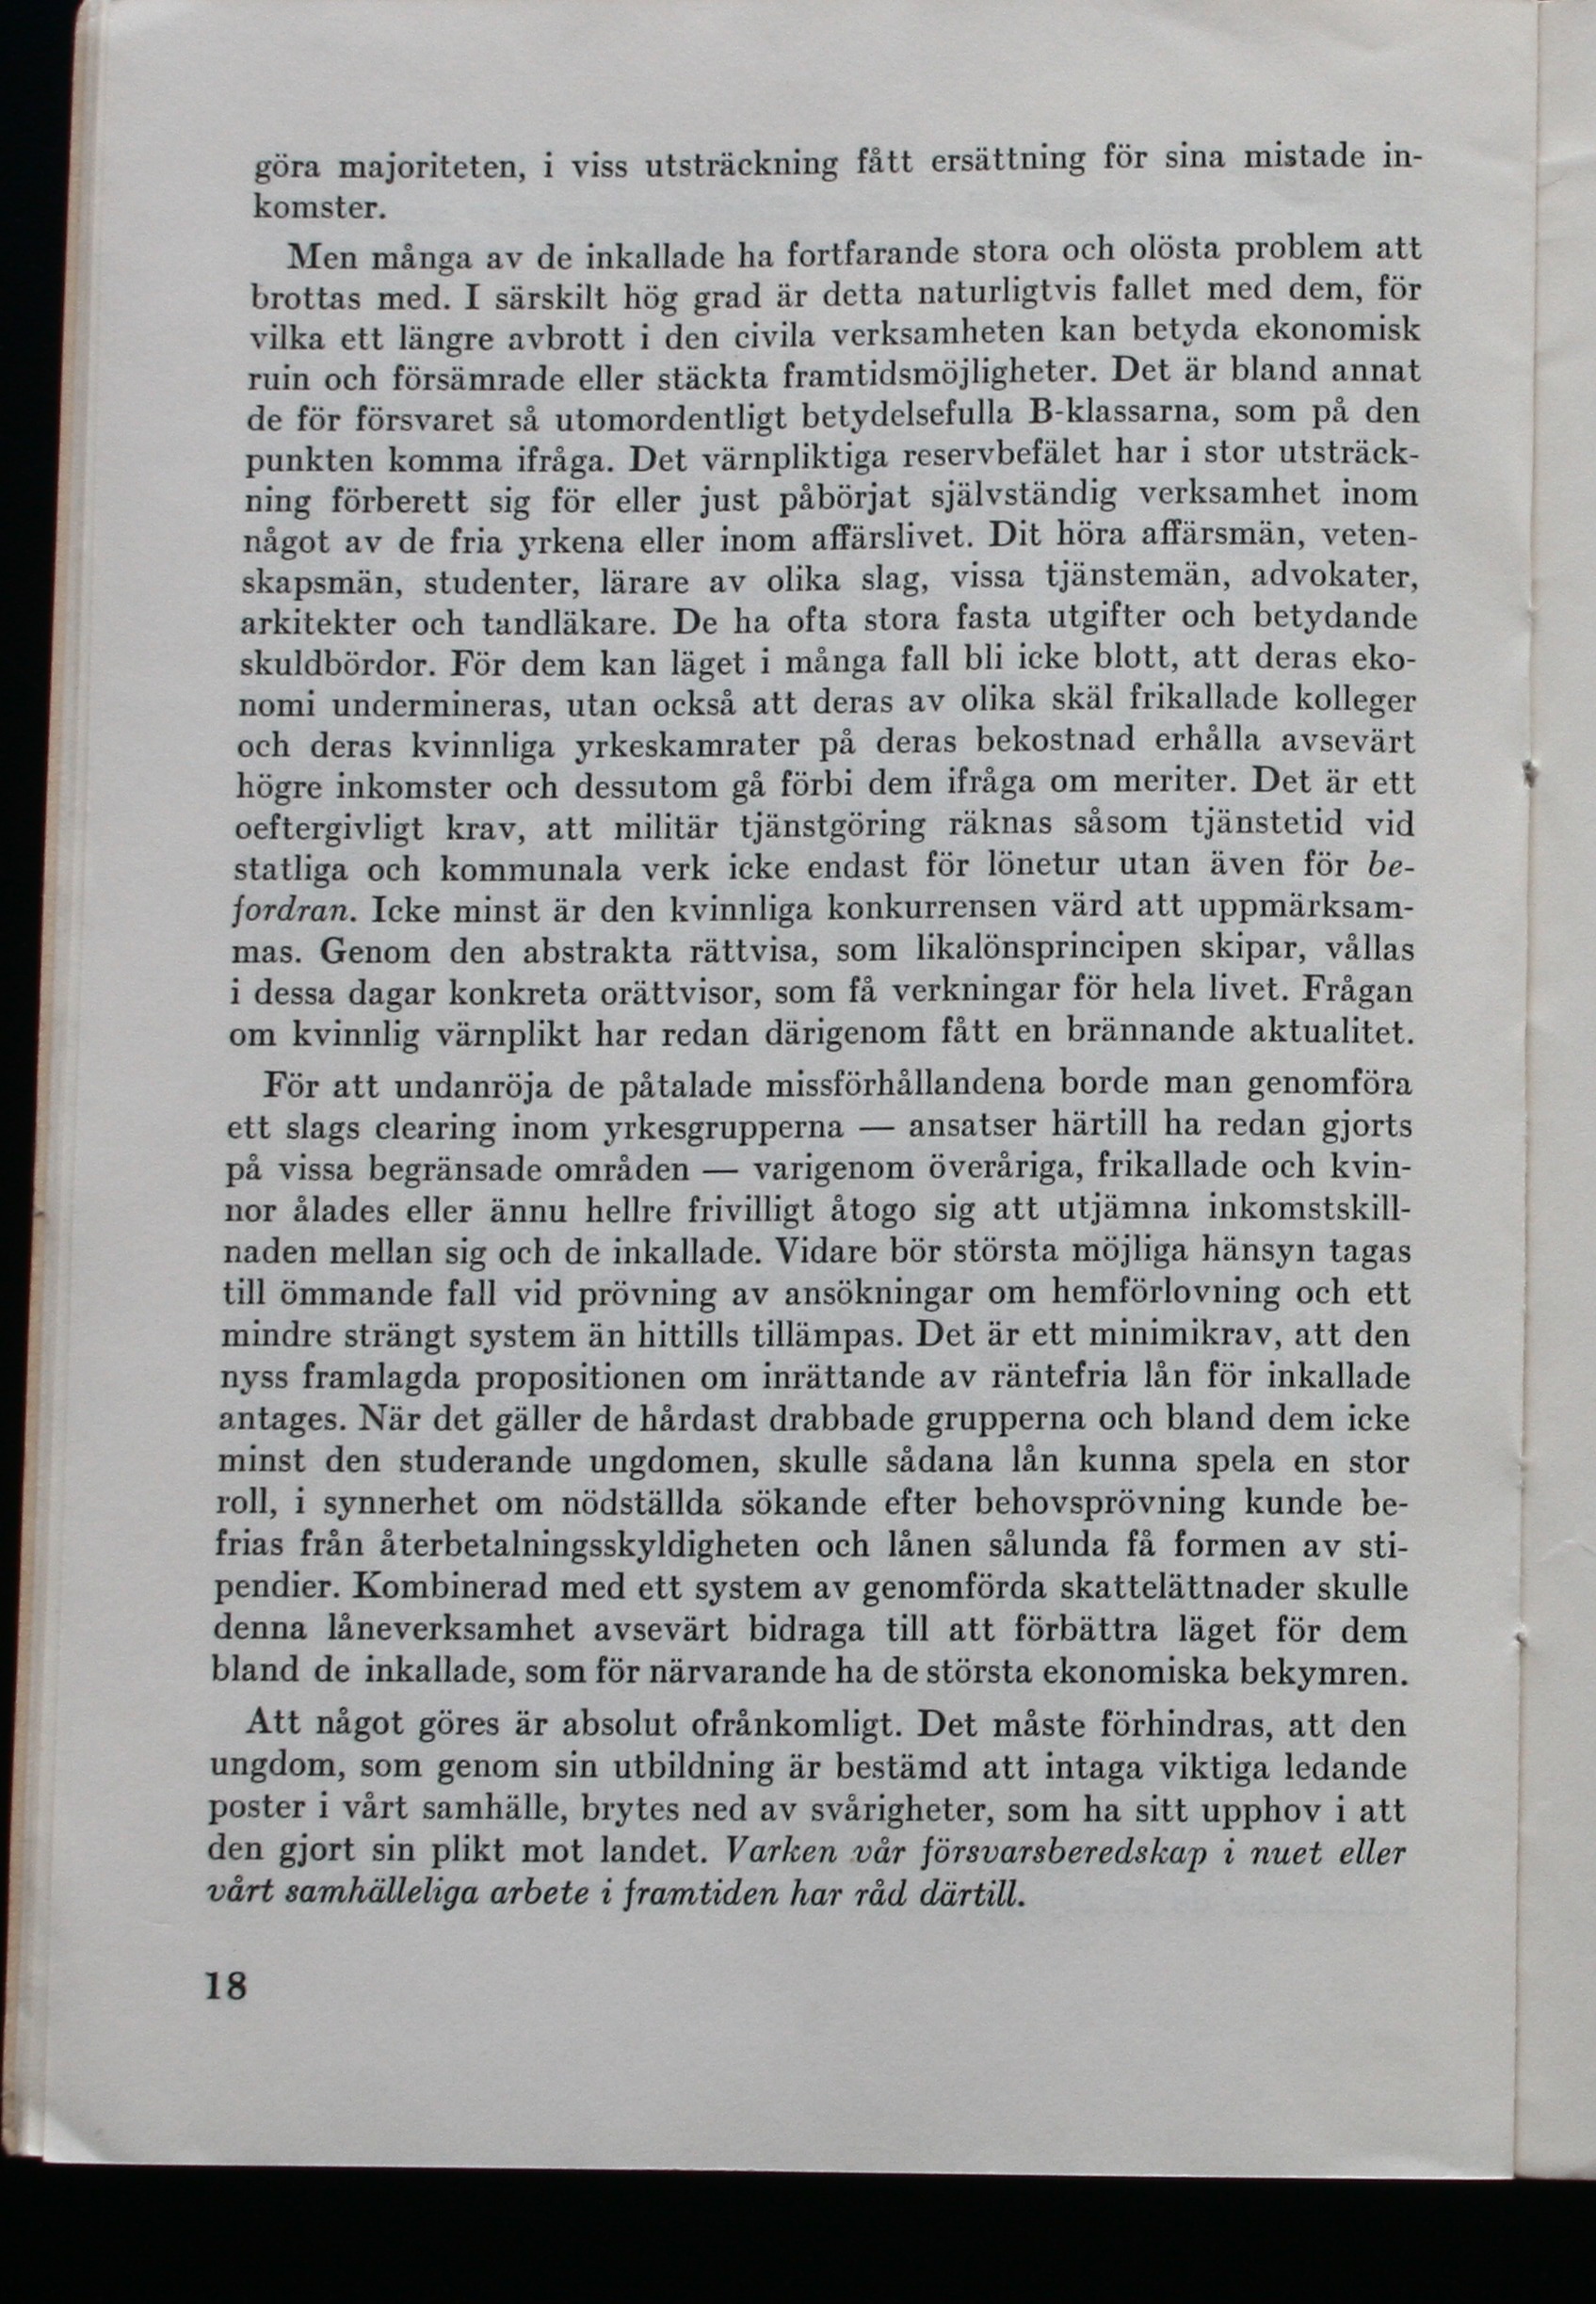 göra majoriteten, i viss utsträckning fått ersättning för sina mistade in-
komster.
Men många av de inkallade ha fortfarande stora och olösta problem att
brottas med. I särskilt hög grad är detta naturligtvis fallet med dem, för
vilka ett längre avbrott i den civila verksamheten kan betyda ekonomisk
ruin och försämrade eller stäckta framtidsmöjligheter. Det är bland annat
de för försvaret så utomordentligt betydelsefulla B-klassarna, som på den
punkten komma ifråga. Det värnpliktiga reservbefälet har i stor utsträck-
ning förberett sig för eller just påbörjat självständig verksamhet inom
något av de fria yrkena eller inom affärslivet. Dit höra affärsmän, veten-
skapsmän, studenter, lärare av olika slag, vissa tjänstemän, advokater,
arkitekter och tandläkare. De ha ofta stora fasta utgifter och betydande
skuldbördor. För dem kan läget i många fall bli icke blott, att deras eko-
nomi undermineras, utan också att deras av olika skäl frikallade kolleger
och deras kvinnliga yrkeskamrater på deras bekostnad erhålla avsevärt
högre inkomster och dessutom gå förbi dem ifråga om meriter. Det är ett
oeftergivligt krav, att militär tjänstgöring räknas såsom tjänstetid vid
statliga och kommunala verk icke endast för lönetur utan även för be-
fordran. Icke minst är den kvinnliga konkurrensen värd att uppmärksam-
mas. Genom den abstrakta rättvisa, som likalönsprincipen skipar, vållas
i dessa dagar konkreta orättvisor, som få verkningar för hela livet. Frågan
om kvinnlig värnplikt har redan därigenom fått en brännande aktualitet.
För att undanröja de påtalade missförhållandena borde man genomföra
ett slags clearing inom yrkesgrupperna — ansatser härtill ha redan gjorts
på vissa begränsade områden — varigenom överåriga, frikallade och kvin-
nor ålades eller ännu hellre frivilligt åtogo sig att utjämna inkomstskill-
naden mellan sig och de inkallade. Vidare bör största möjliga hänsyn tagas
till ömmande fall vid prövning av ansökningar om hemförlovning och ett
mindre strängt system än hittills tillämpas. Det är ett minimikrav, att den
nyss framlagda propositionen om inrättande av räntefria lån för inkallade
antages. När det gäller de hårdast drabbade grupperna och bland dem icke
minst den studerande ungdomen, skulle sådana lån kunna spela en stor
roll, i synnerhet om nödställda sökande efter behovsprövning kunde be-
frias från återbetalningsskyldigheten och lånen sålunda få formen av sti-
pendier. Kombinerad med ett system av genomförda skattelättnader skulle
denna låneverksamhet avsevärt bidraga till att förbättra läget för dem
bland de inkallade, som för närvarande ha de största ekonomiska bekymren.
Att något göres är absolut ofrånkomligt. Det måste förhindras, att den
ungdom, som genom sin utbildning är bestämd att intaga viktiga ledande
poster i vårt samhälle, brytes ned av svårigheter, som ha sitt upphov i att
den gjort sin plikt mot landet. Varken vår försvarsberedskap i nuet eller
vårt samhälleliga arbete i framtiden har råd därtill.
18